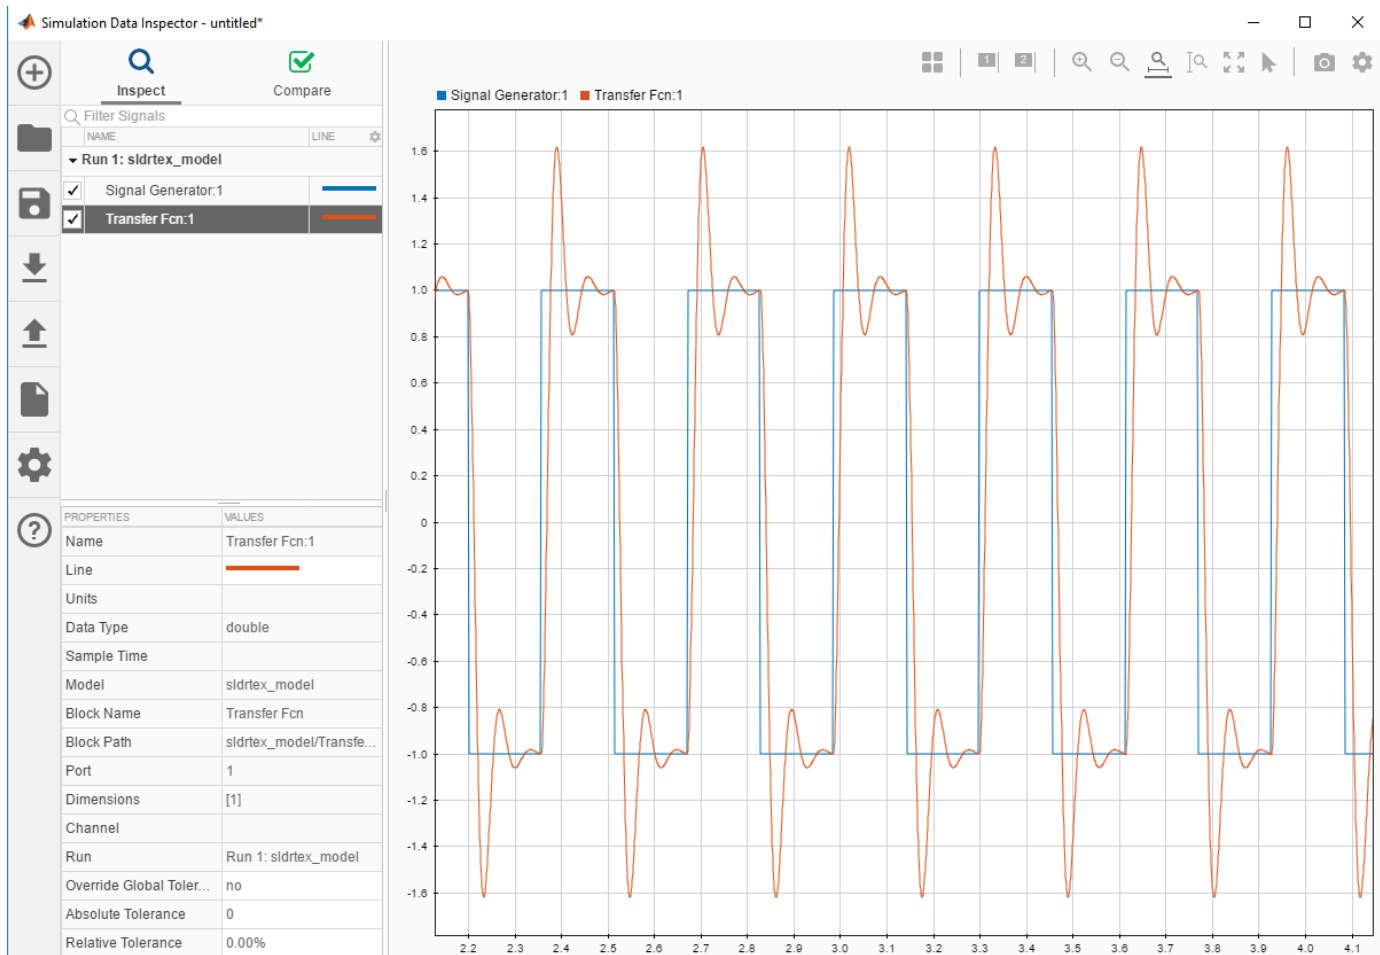 Simulation Data Inspector - untitled*
Inspect
Compare
Filter Signals
NAME LINE
Run 1: sldrtex_model
Signal Generator:1
Transfer Fcn:1
PROPERTIES VALUES
Name Transfer Fcn:1
Line
Units
Data Type double
Sample Time
Model sldrtex_model
Block Name Transfer Fcn
Block Path sldrtex_model/Transfe...
Port 1
Dimensions [1]
Channel
Run Run 1: sldrtex_model
Override Global Toler... no
Absolute Tolerance 0
Relative Tolerance 0.00%
1 2
Signal Generator:1 Transfer Fcn:1
1.6
1.4
1.2
1.0
0.8
0.6
0.4
0.2
0
-0.2
-0.4
-0.6
-0.8
-1.0
-1.2
-1.4
-1.6
2.2 2.3 2.4 2.5 2.6 2.7 2.8 2.9 3.0 3.1 3.2 3.3 3.4 3.5 3.6 3.7 3.8 3.9 4.0 4.1